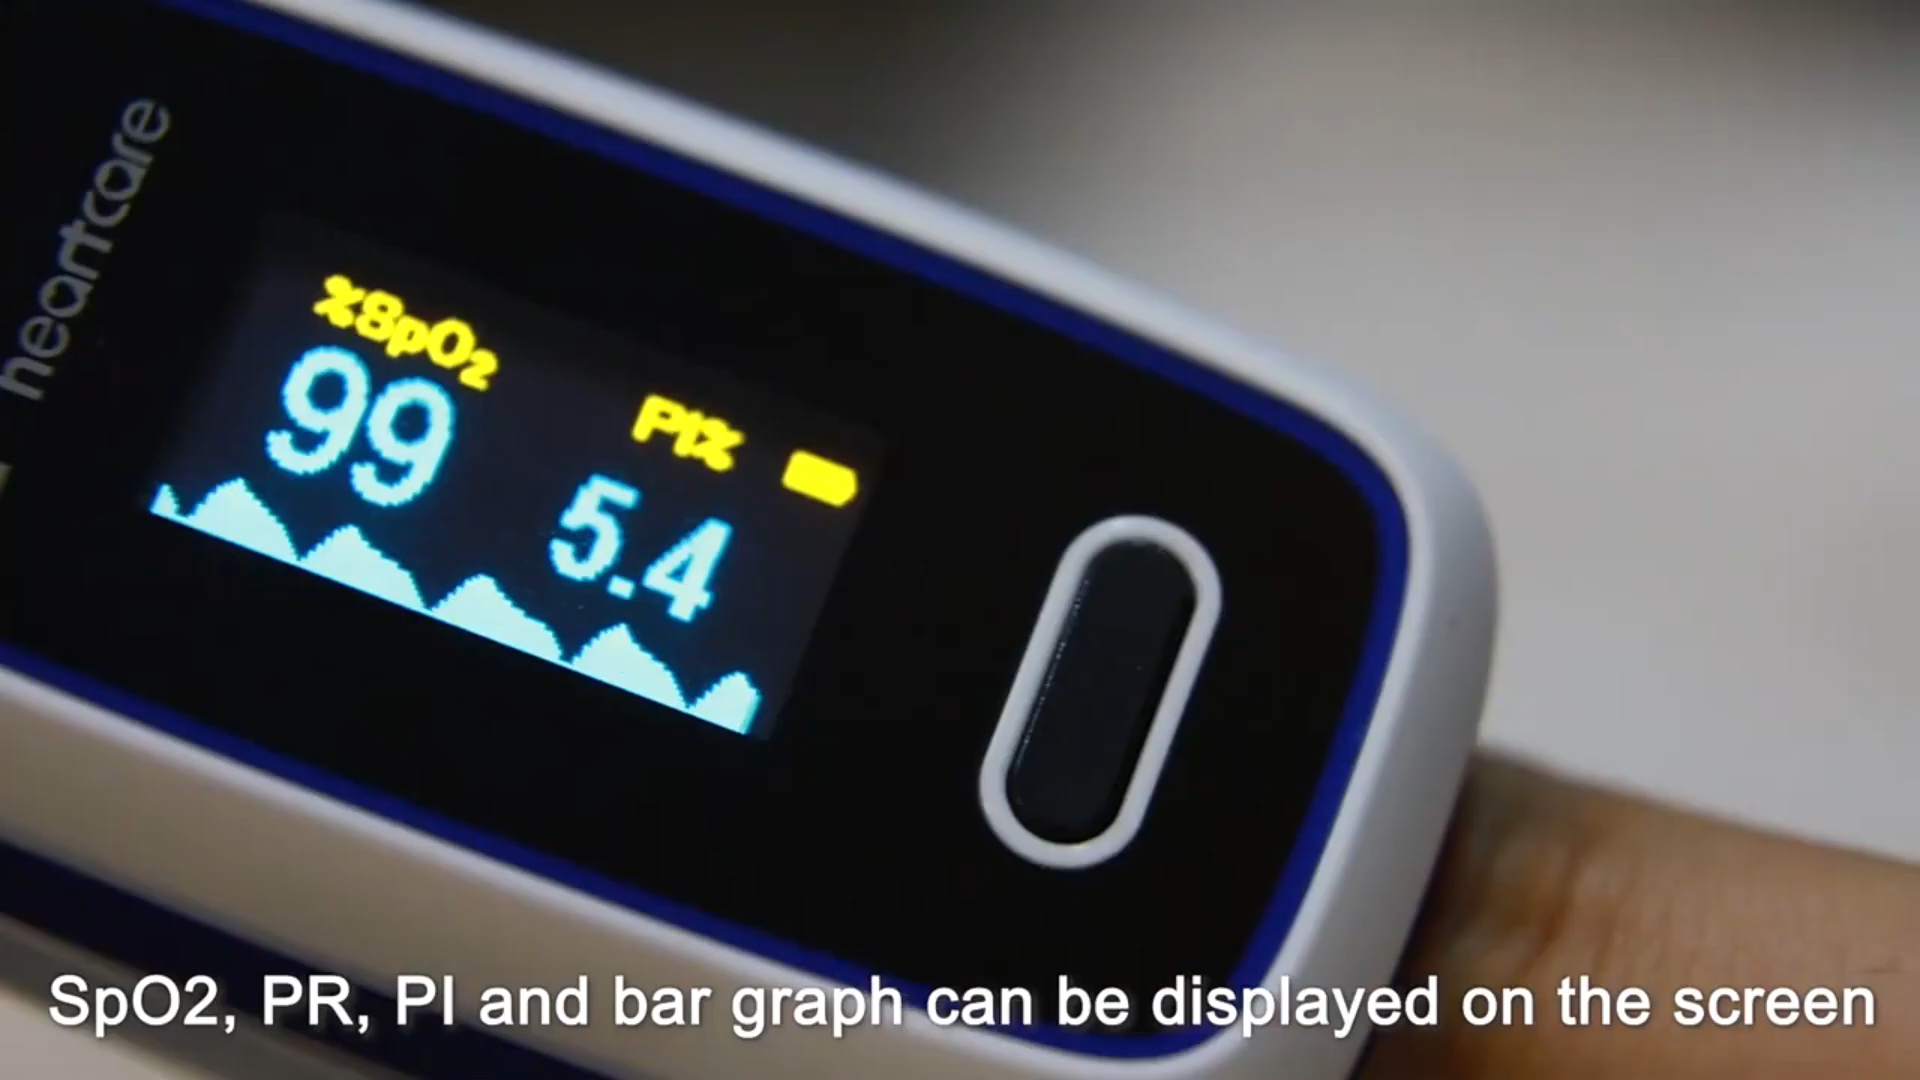 heartcare
%SpO2
99
PI%
5.4
SpO2, PR, PI and bar graph can be displayed on the screen